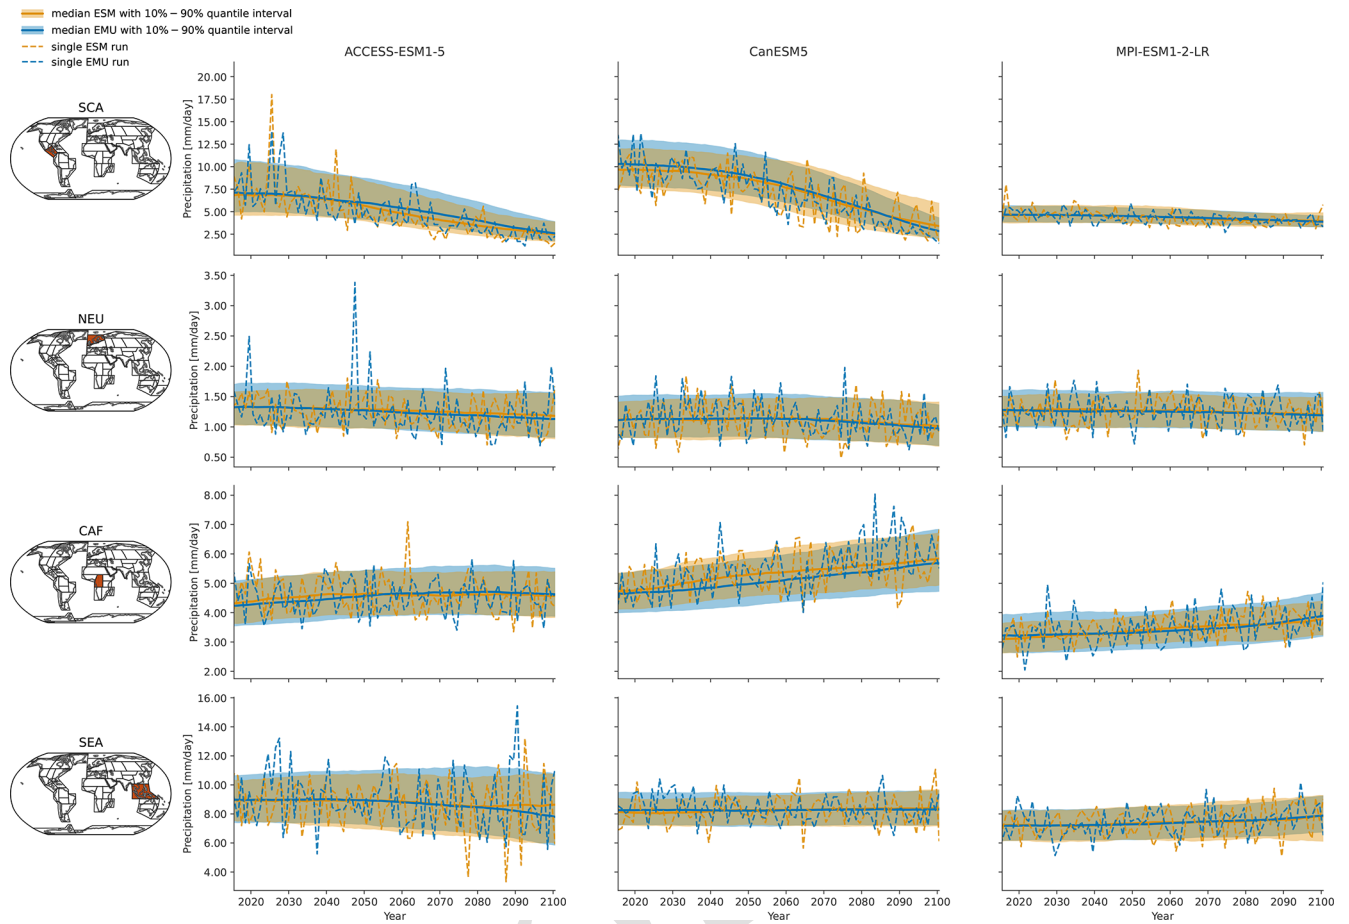 median ESM with 10% − 90% quantile interval
median EMU with 10% − 90% quantile interval
single ESM run
single EMU run
ACCESS-ESM1-5
CanESM5
MPI-ESM1-2-LR
SCA
Precipitation [mm/day]
20.00
17.50
15.00
12.50
10.00
7.50
5.00
2.50
NEU
Precipitation [mm/day]
3.50
3.00
2.50
2.00
1.50
1.00
0.50
CAF
Precipitation [mm/day]
8.00
7.00
6.00
5.00
4.00
3.00
2.00
SEA
Precipitation [mm/day]
16.00
14.00
12.00
10.00
8.00
6.00
4.00
2020 2030 2040 2050 2060 2070 2080 2090 2100
Year
2020 2030 2040 2050 2060 2070 2080 2090 2100
Year
2020 2030 2040 2050 2060 2070 2080 2090 2100
Year